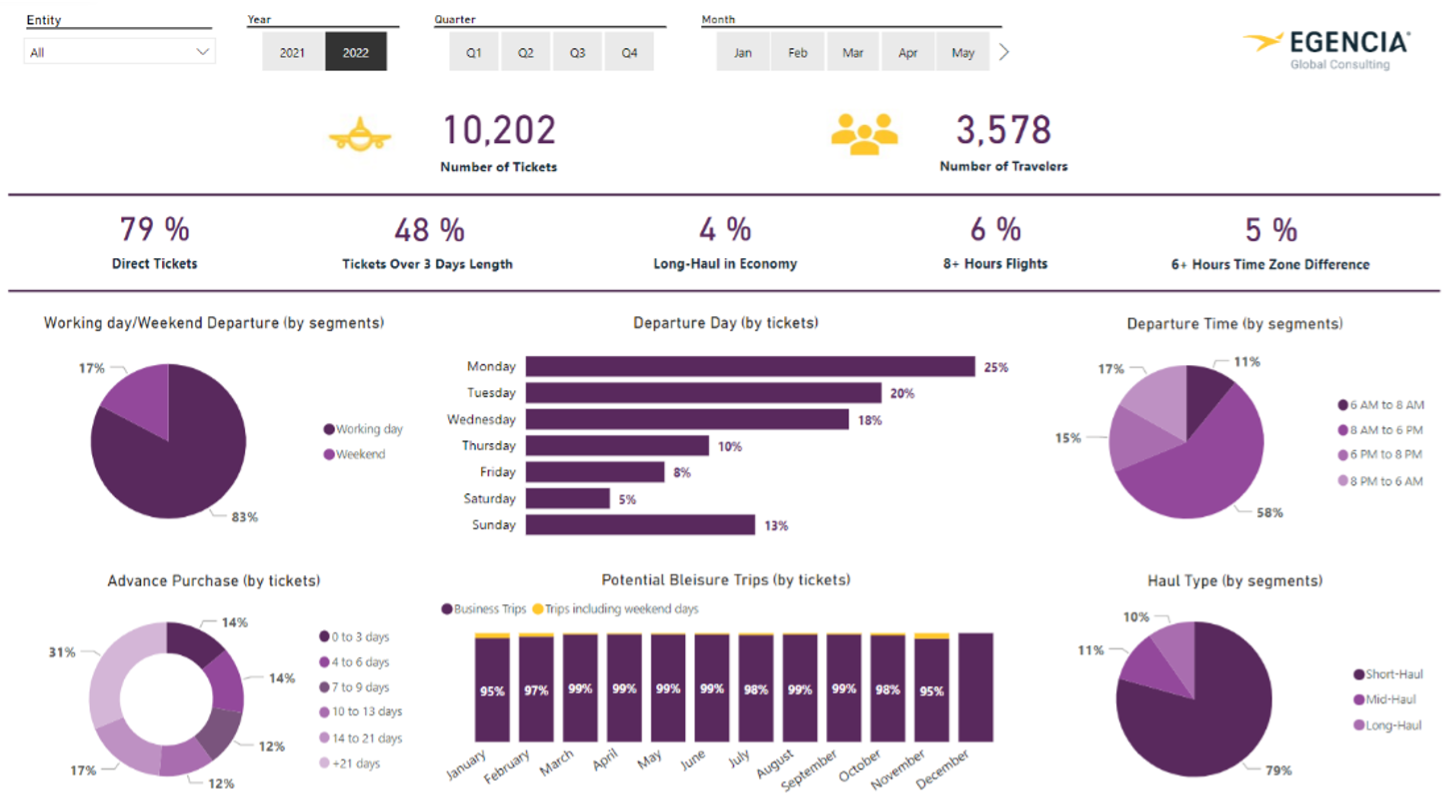 Entity
All
Year
2021 2022
Quarter
Q1 Q2 Q3 Q4
Month
Jan Feb Mar Apr May
EGENCIA
Global Consulting
10,202
Number of Tickets
3,578
Number of Travelers
79 %
Direct Tickets
48 %
Tickets Over 3 Days Length
4 %
Long-Haul in Economy
6 %
8+ Hours Flights
5 %
6+ Hours Time Zone Difference
Working day/Weekend Departure (by segments)
17%
83%
Working day
Weekend
Departure Day (by tickets)
Monday 25%
Tuesday 20%
Wednesday 18%
Thursday 10%
Friday 8%
Saturday 5%
Sunday 13%
Departure Time (by segments)
11%
17%
15%
58%
6 AM to 8 AM
8 AM to 6 PM
6 PM to 8 PM
8 PM to 6 AM
Advance Purchase (by tickets)
14%
31%
14%
12%
17%
12%
0 to 3 days
4 to 6 days
7 to 9 days
10 to 13 days
14 to 21 days
+21 days
Potential Bleisure Trips (by tickets)
Business Trips Trips including weekend days
95% 97% 99% 99% 99% 99% 98% 99% 99% 98% 95%
January February March April May June July August September October November December
Haul Type (by segments)
10%
11%
79%
Short-Haul
Mid-Haul
Long-Haul